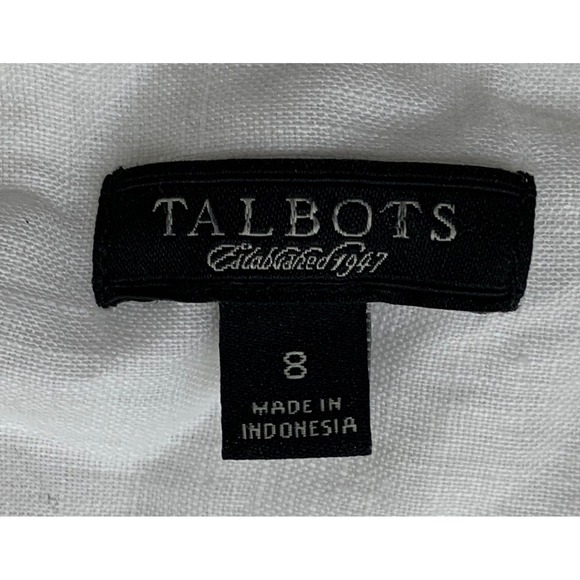 TALBOTS
Established 1947
8
MADE IN
INDONESIA